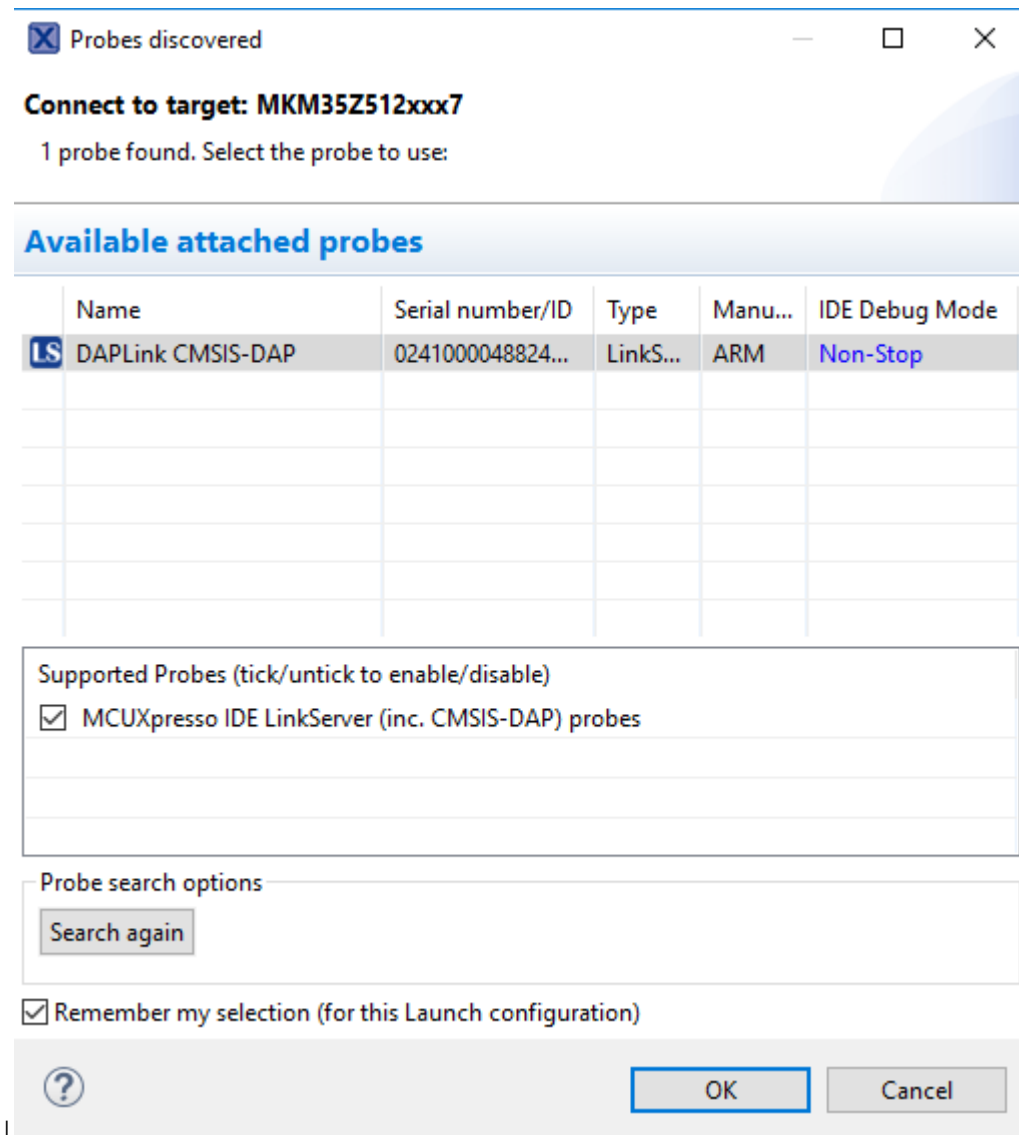 Probes discovered
Connect to target: MKM35Z512xxx7
1 probe found. Select the probe to use:
Available attached probes
Name Serial number/ID Type Manu... IDE Debug Mode
LS DAPLink CMSIS-DAP 0241000048824... LinkS... ARM Non-Stop
Supported Probes (tick/untick to enable/disable)
MCUXpresso IDE LinkServer (inc. CMSIS-DAP) probes
Probe search options
Search again
Remember my selection (for this Launch configuration)
? OK Cancel